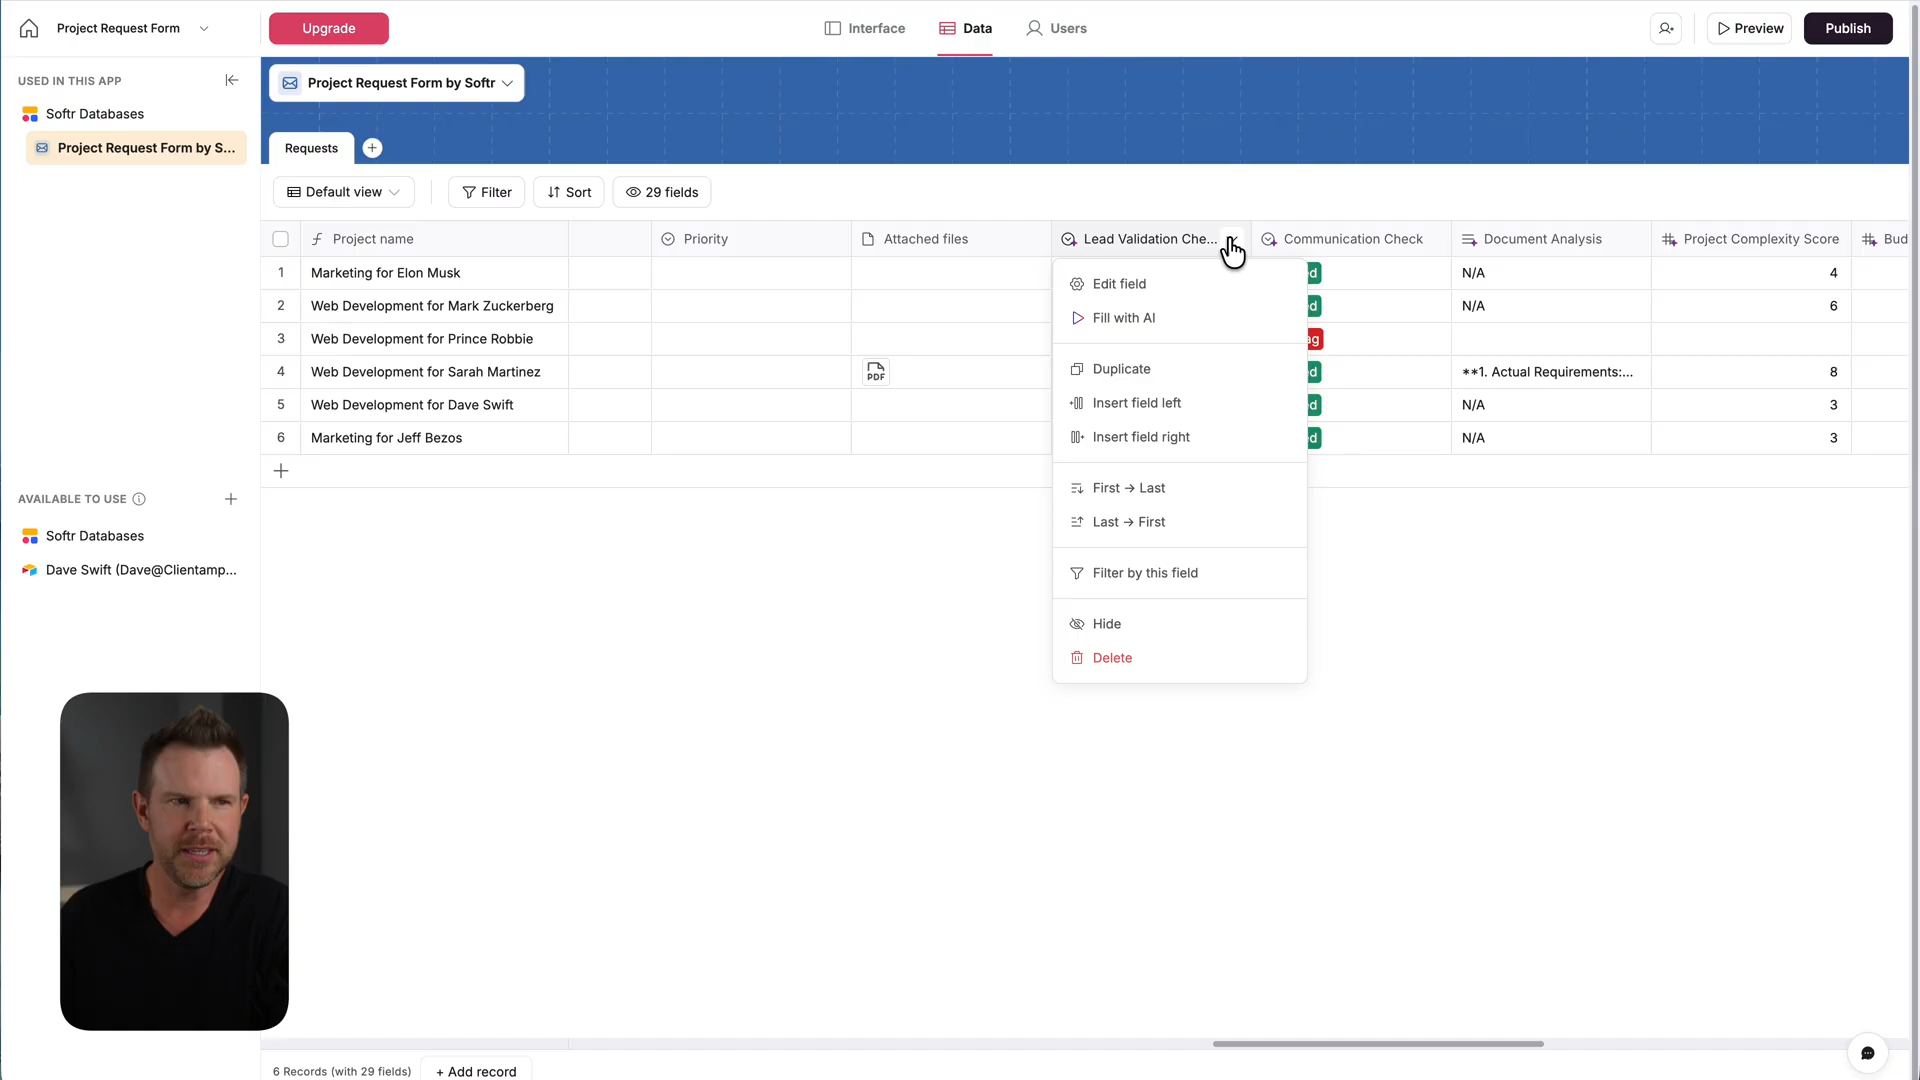 Project Request Form
Upgrade
Interface
Data
Users
Preview
Publish
USED IN THIS APP
Softr Databases
Project Request Form by S...
Project Request Form by Softr
Requests
Default view
Filter
Sort
29 fields
Project name
Priority
Attached files
Lead Validation Che...
Communication Check
Document Analysis
Project Complexity Score
Bud
1 Marketing for Elon Musk d N/A 4
2 Web Development for Mark Zuckerberg d N/A 6
3 Web Development for Prince Robbie g
4 Web Development for Sarah Martinez PDF d **1. Actual Requirements:... 8
5 Web Development for Dave Swift d N/A 3
6 Marketing for Jeff Bezos d N/A 3
Edit field
Fill with AI
Duplicate
Insert field left
Insert field right
First → Last
Last → First
Filter by this field
Hide
Delete
AVAILABLE TO USE
Softr Databases
Dave Swift (Dave@Clientamp...
6 Records (with 29 fields)
+ Add record